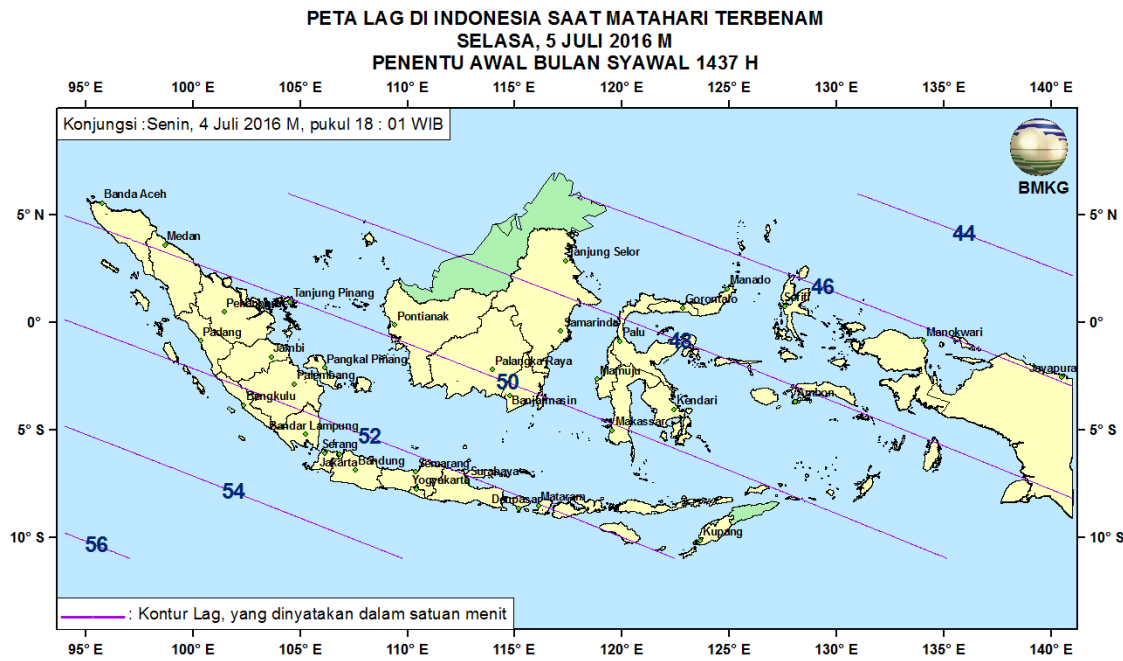 PETA LAG DI INDONESIA SAAT MATAHARI TERBENAM
SELASA, 5 JULI 2016 M
PENENTU AWAL BULAN SYAWAL 1437 H
95° E 100° E 105° E 110° E 115° E 120° E 125° E 130° E 135° E 140° E
Konjungsi :Senin, 4 Juli 2016 M, pukul 18 : 01 WIB
BMKG
Banda Aceh
5° N 5° N
44
Medan
Tanjung Selor
Manado
46
Tanjung Pinang
Gorontalo
Sofifi
Pontianak
0° 0°
Samarinda
Palu
48
Manokwari
Padang
Jambi
Pangkal Pinang
Palangka Raya
Jayapura
Palembang
50
Mamuju
Bengkulu
Banjarmasin
Kendari
Ambon
Bandar Lampung
52
Makassar
5° S 5° S
Serang
Jakarta
Bandung
Semarang
Surabaya
Yogyakarta
54
Denpasar
Mataram
Kupang
10° S 10° S
56
: Kontur Lag, yang dinyatakan dalam satuan menit
95° E 100° E 105° E 110° E 115° E 120° E 125° E 130° E 135° E 140° E